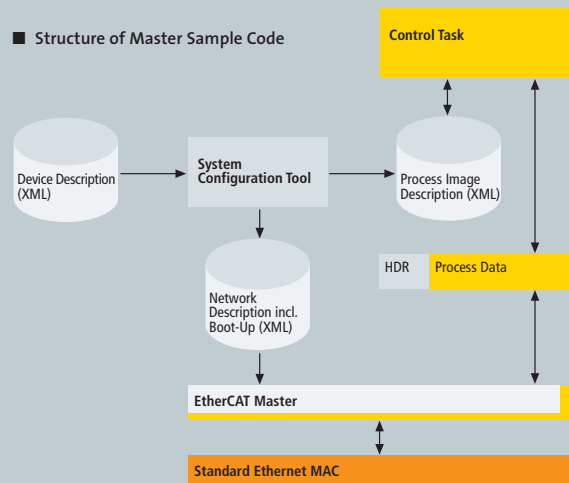 ■ Structure of Master Sample Code
Control Task
Device Description
(XML)
System
Configuration Tool
Process Image
Description (XML)
HDR
Process Data
Network
Description incl.
Boot-Up (XML)
EtherCAT Master
Standard Ethernet MAC